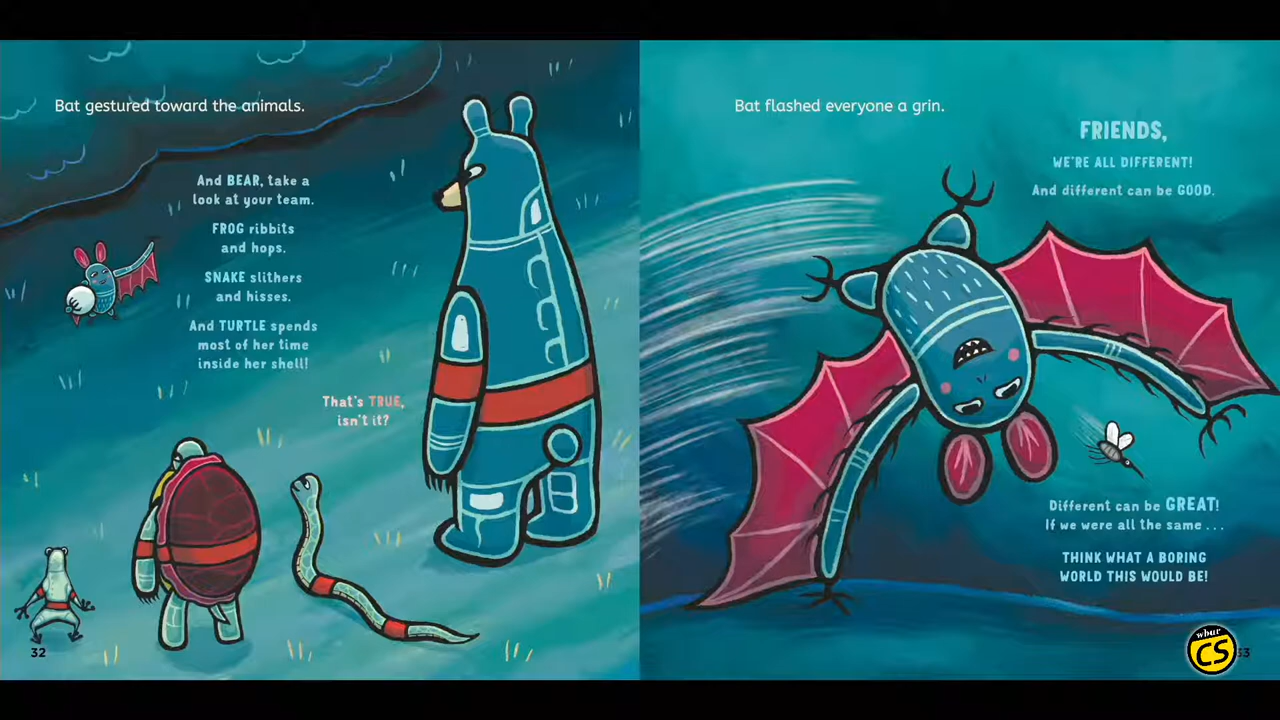 Bat gestured toward the animals.
And BEAR, take a
look at your team.
FROG ribbits
and hops.
SNAKE slithers
and hisses.
And TURTLE spends
most of her time
inside her shell!
That's TRUE,
isn't it?
32
Bat flashed everyone a grin.
FRIENDS,
WE'RE ALL DIFFERENT!
And different can be GOOD.
Different can be GREAT!
If we were all the same . . .
THINK WHAT A BORING
WORLD THIS WOULD BE!
wbur
CS